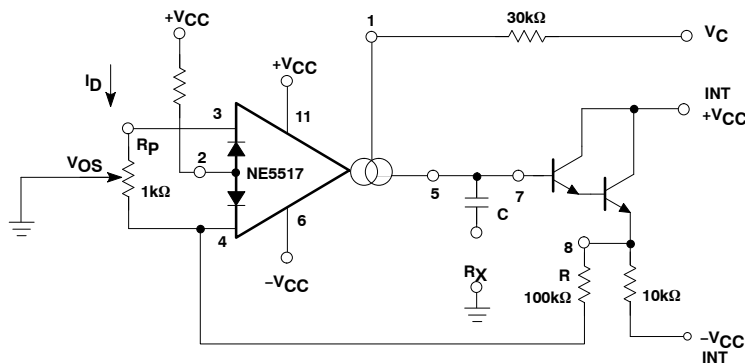 +VCC
1
30kΩ
VC
ID
+VCC
INT
+VCC
3
11
RP
VOS
2
NE5517
1kΩ
5
7
C
4
6
8
−VCC
RX
R
100kΩ
10kΩ
−VCC
INT